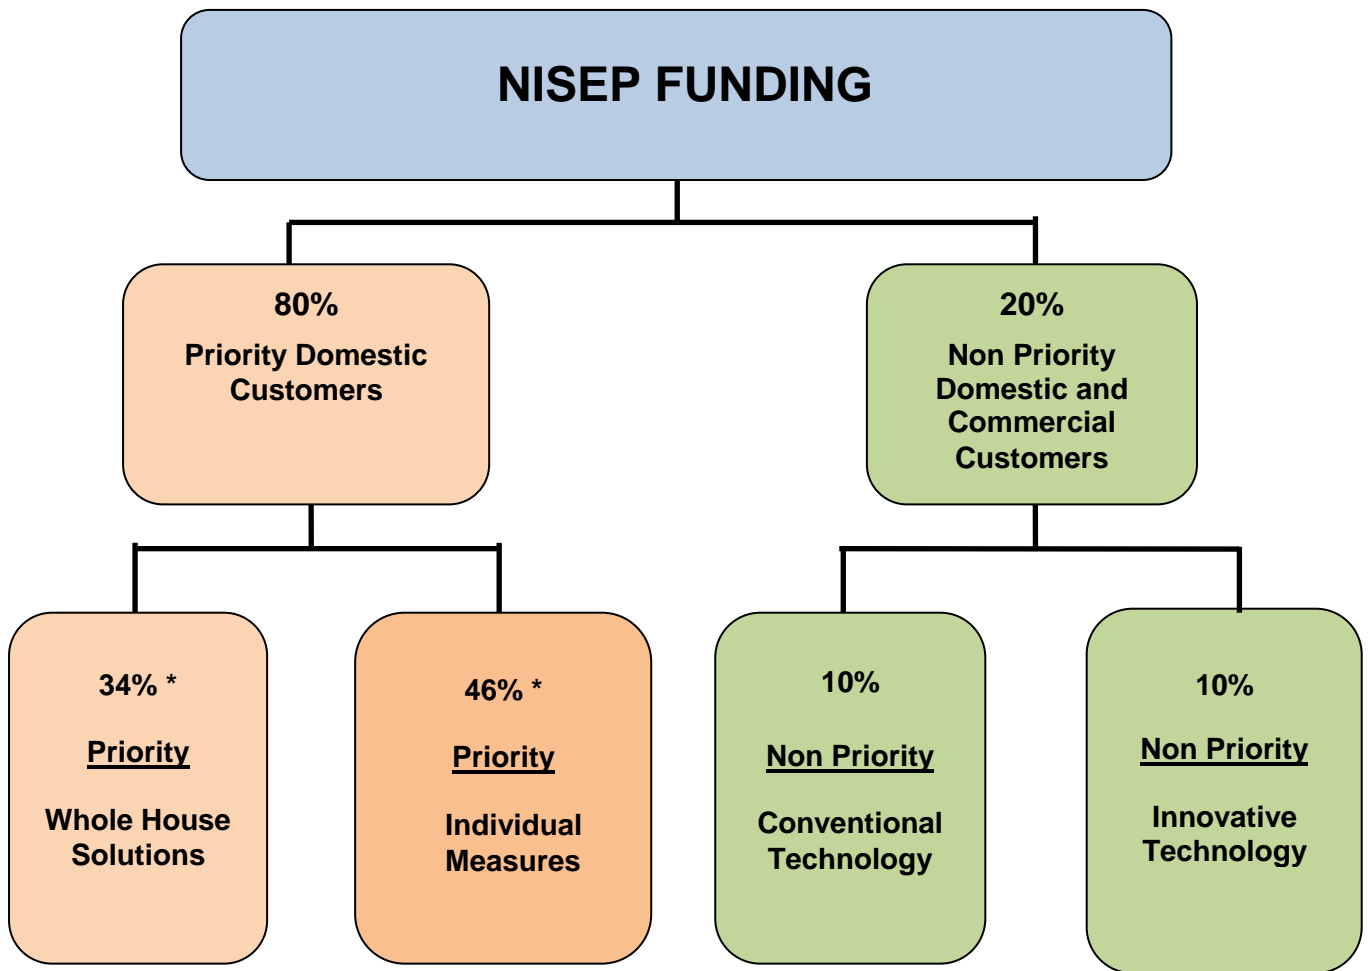 NISEP FUNDING
80%
Priority Domestic
Customers
20%
Non Priority
Domestic and
Commercial
Customers
34% *
Priority
Whole House
Solutions
46% *
Priority
Individual
Measures
10%
Non Priority
Conventional
Technology
10%
Non Priority
Innovative
Technology